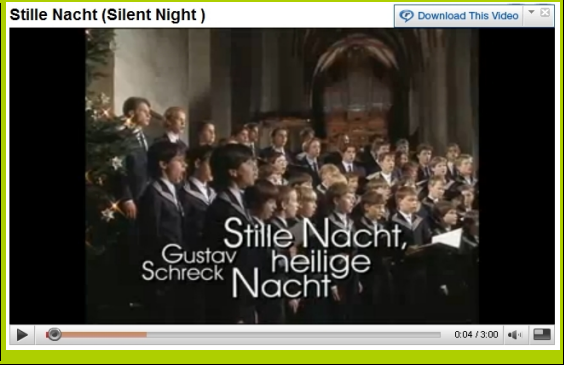 Stille Nacht (Silent Night )
Download This Video
Gustav
Schreck
Stille Nacht,
heilige
Nacht
0:04 / 3:00